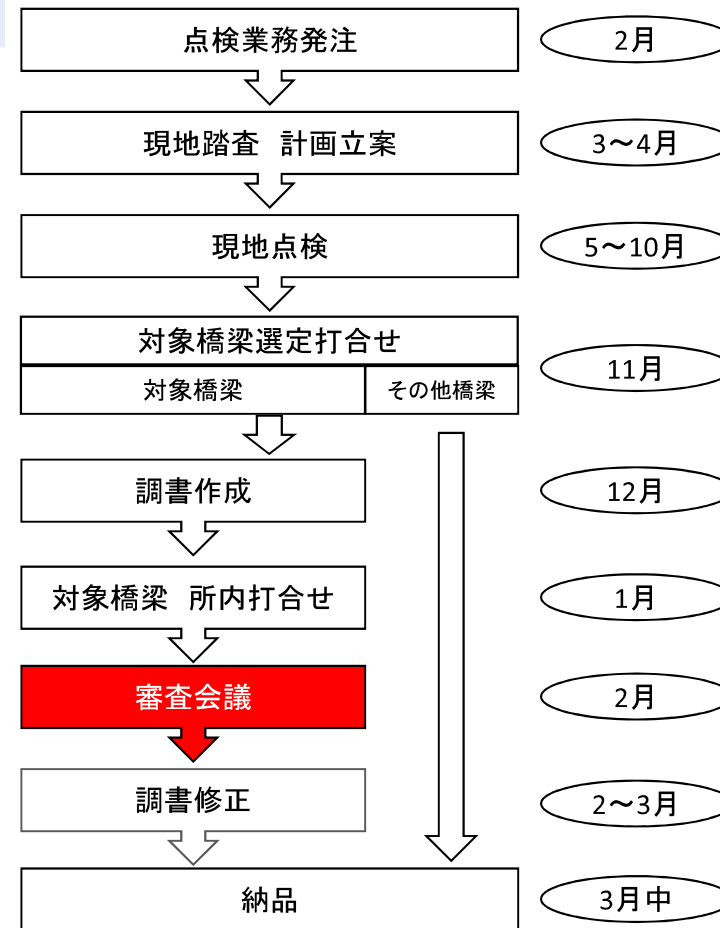 点検業務発注
2月
現地踏査　計画立案
3～4月
現地点検
5～10月
対象橋梁選定打合せ
対象橋梁
その他橋梁
11月
調書作成
12月
対象橋梁　所内打合せ
1月
審査会議
2月
調書修正
2～3月
納品
3月中